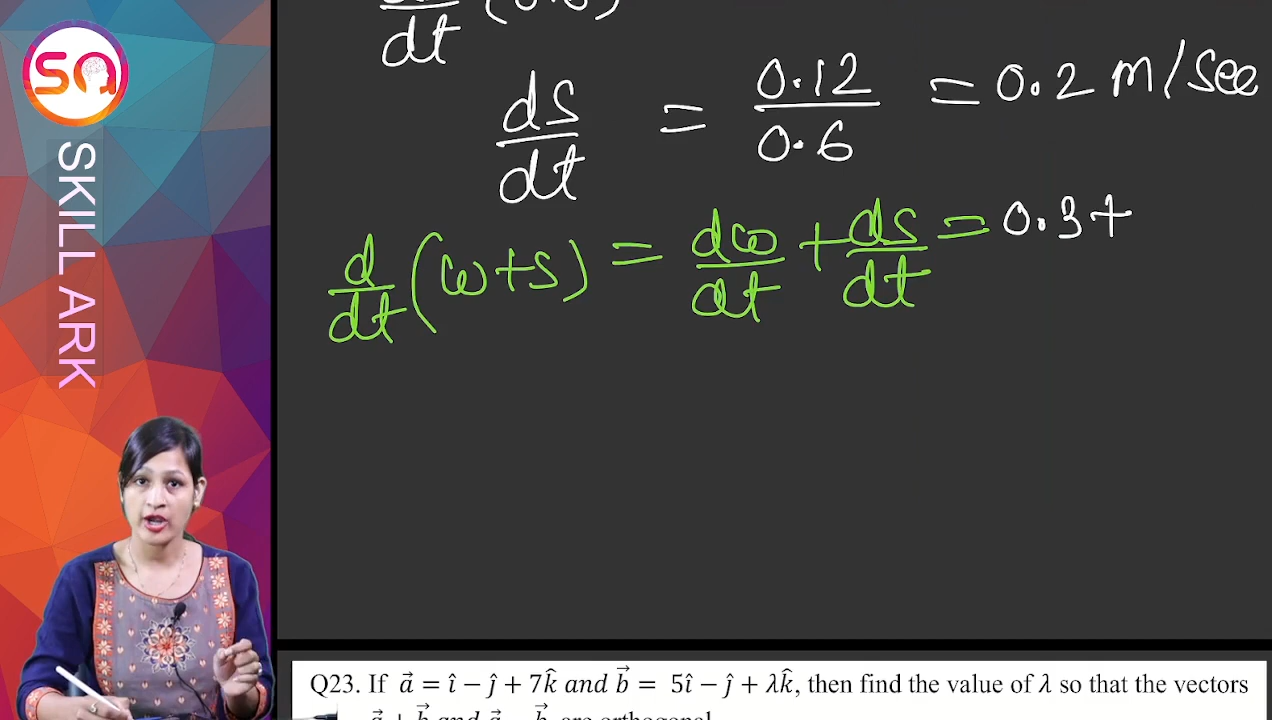 SKILL ARK
dt
ds/dt = 0.12/0.6 = 0.2 m/sec
d/dt (ω+s) = dω/dt + ds/dt = 0.3+
Q23. If a⃗ = î − ĵ + 7k̂ and b⃗ = 5î − ĵ + λk̂, then find the value of λ so that the vectors